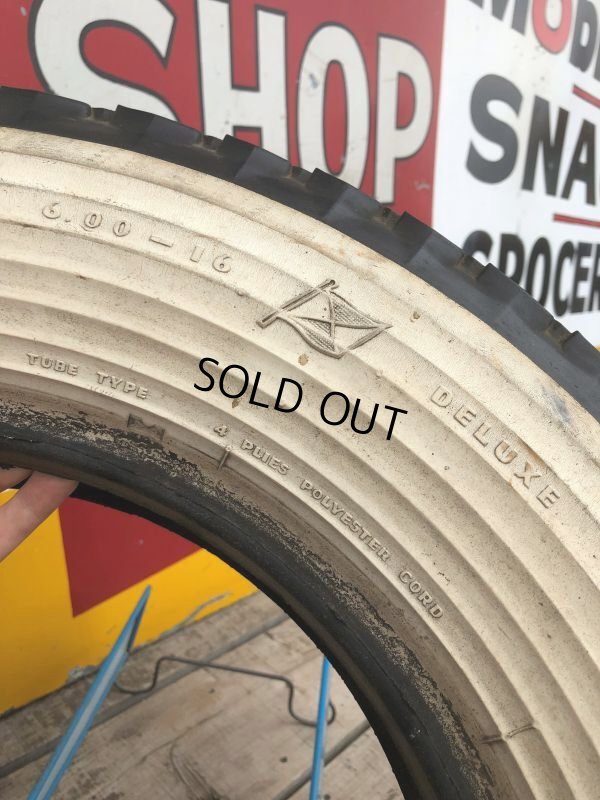 SHOP
MODE
SNA
GROCER
6.00-16
DELUXE
TUBE TYPE
4 PLIES POLYESTER CORD
SOLD OUT